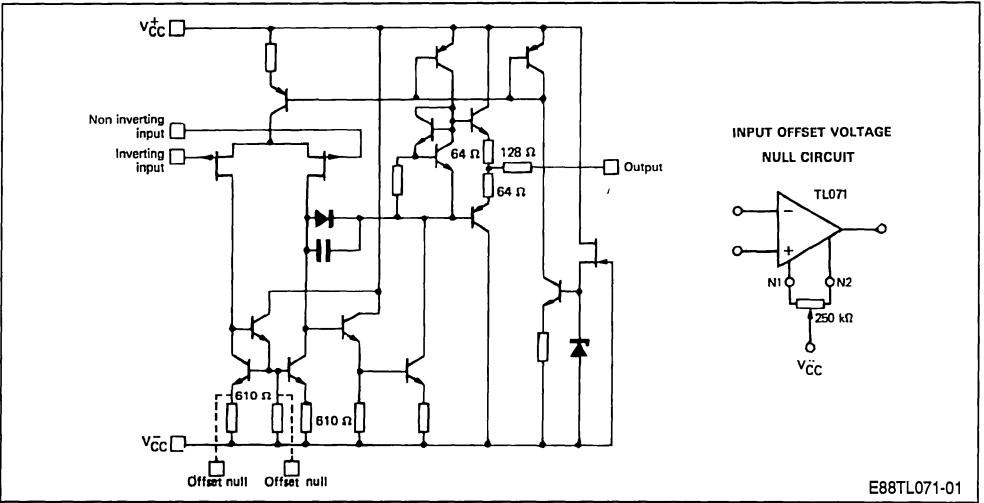 V+CC
Non inverting
input
Inverting
input
64 Ω
128 Ω
Output
64 Ω
610 Ω
610 Ω
V-CC
Offset null
Offset null
INPUT OFFSET VOLTAGE
NULL CIRCUIT
TL071
N1
N2
250 kΩ
V-CC
E88TL071-01